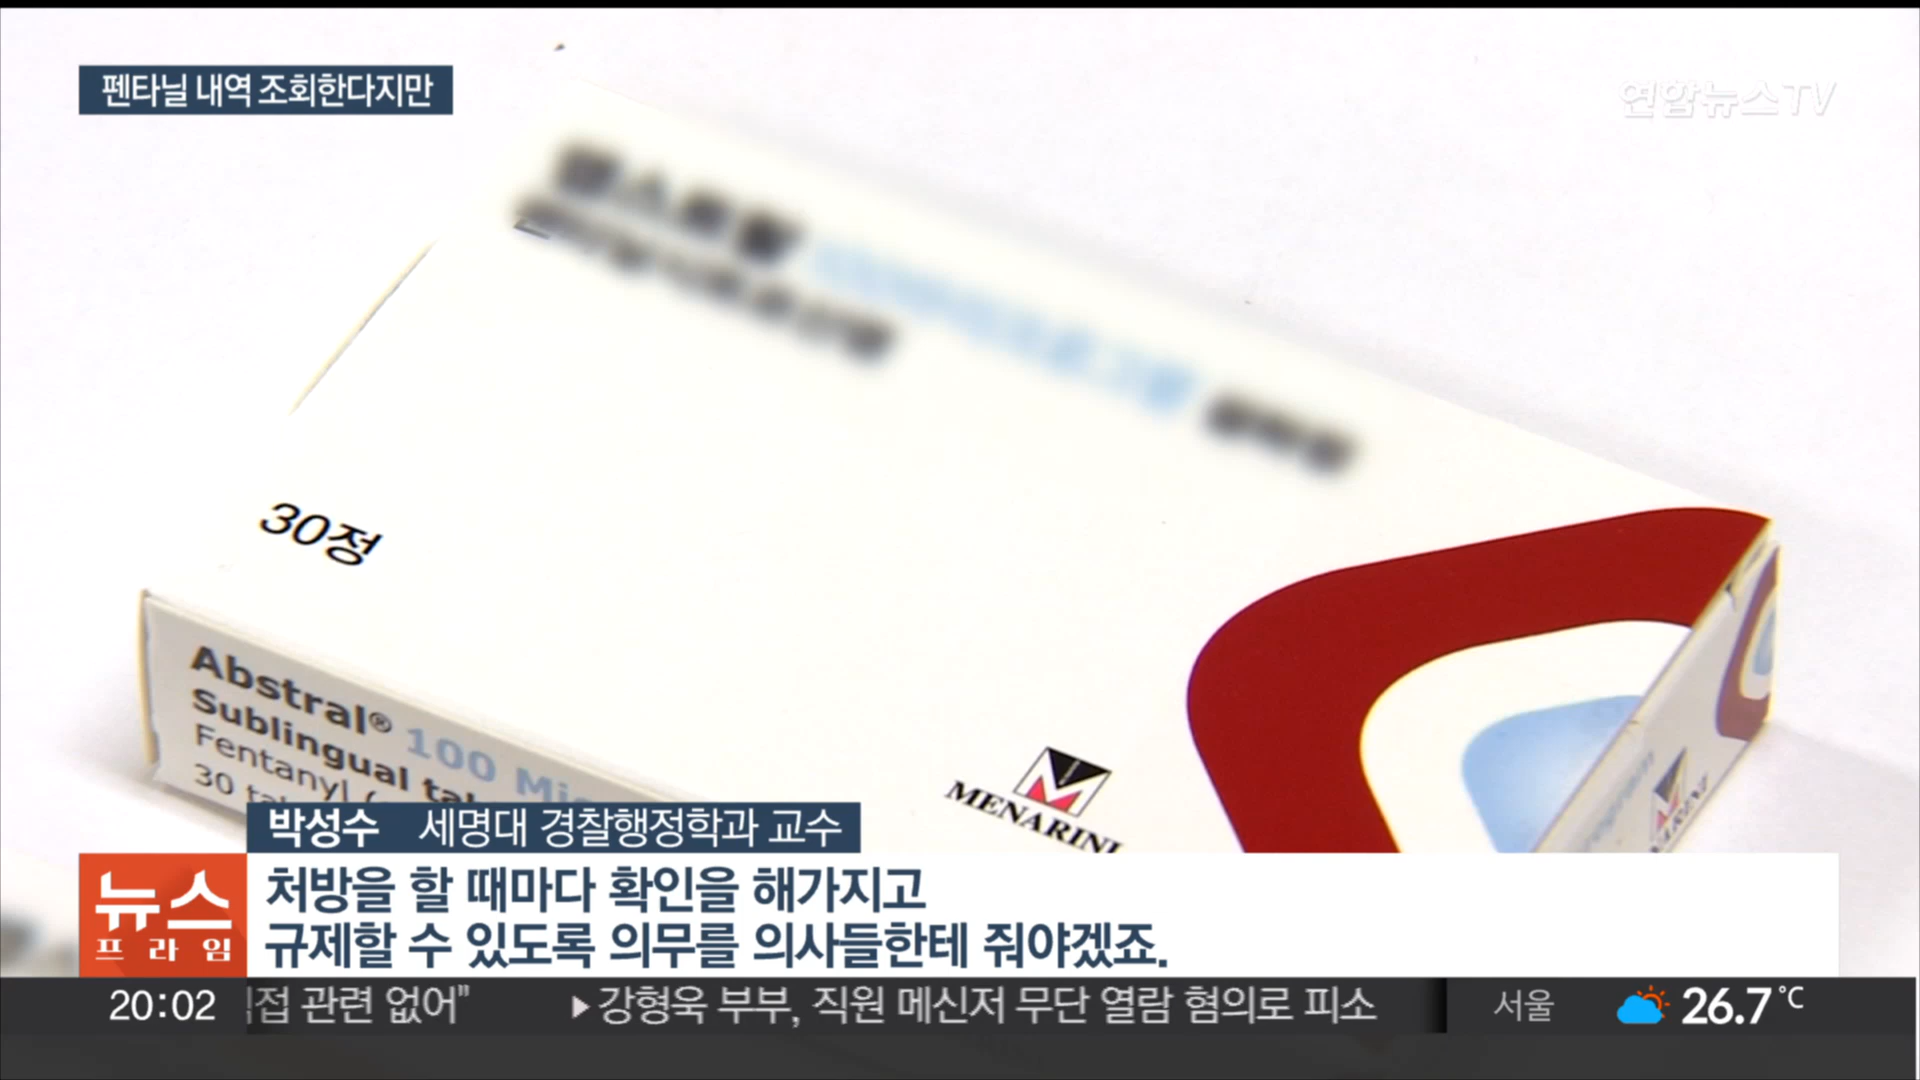 펜타닐 내역 조회한다지만
연합뉴스TV
30정
Abstral® 100
Sublingual
Fentanyl
30
MENARINI
박성수 세명대 경찰행정학과 교수
뉴스
프라임
처방을 할 때마다 확인을 해가지고
규제할 수 있도록 의무를 의사들한테 줘야겠죠.
20:02 관련 없어” ▶강형욱 부부, 직원 메신저 무단 열람 혐의로 피소 서울 26.7℃